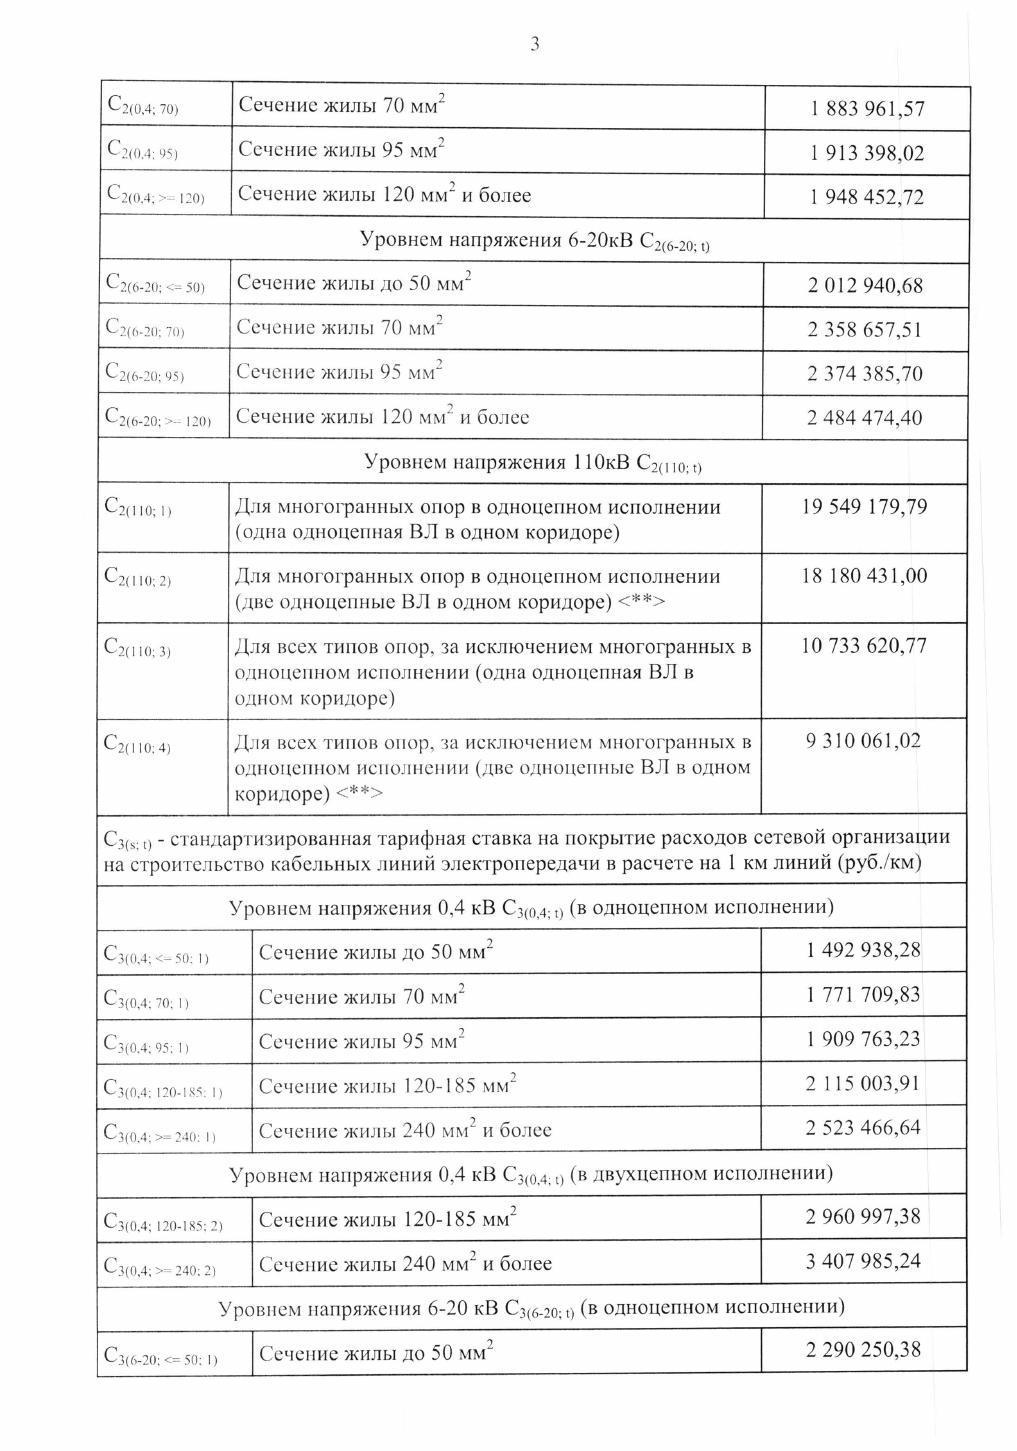 3
C2(0,4; 70) Сечение жилы 70 мм² 1 883 961,57
C2(0,4; 95) Сечение жилы 95 мм² 1 913 398,02
C2(0,4; >= 120) Сечение жилы 120 мм² и более 1 948 452,72
Уровнем напряжения 6-20кВ C2(6-20; t)
C2(6-20; <= 50) Сечение жилы до 50 мм² 2 012 940,68
C2(6-20; 70) Сечение жилы 70 мм² 2 358 657,51
C2(6-20; 95) Сечение жилы 95 мм² 2 374 385,70
C2(6-20; >= 120) Сечение жилы 120 мм² и более 2 484 474,40
Уровнем напряжения 110кВ C2(110; t)
C2(110; 1) Для многогранных опор в одноцепном исполнении 19 549 179,79
(одна одноцепная ВЛ в одном коридоре)
C2(110; 2) Для многогранных опор в одноцепном исполнении 18 180 431,00
(две одноцепные ВЛ в одном коридоре) <**>
C2(110; 3) Для всех типов опор, за исключением многогранных в 10 733 620,77
одноцепном исполнении (одна одноцепная ВЛ в
одном коридоре)
C2(110; 4) Для всех типов опор, за исключением многогранных в 9 310 061,02
одноцепном исполнении (две одноцепные ВЛ в одном
коридоре) <**>
C3(s; t) - стандартизированная тарифная ставка на покрытие расходов сетевой организации
на строительство кабельных линий электропередачи в расчете на 1 км линий (руб./км)
Уровнем напряжения 0,4 кВ C3(0,4; t) (в одноцепном исполнении)
C3(0,4; <= 50; 1) Сечение жилы до 50 мм² 1 492 938,28
C3(0,4; 70; 1) Сечение жилы 70 мм² 1 771 709,83
C3(0,4; 95; 1) Сечение жилы 95 мм² 1 909 763,23
C3(0,4; 120-185; 1) Сечение жилы 120-185 мм² 2 115 003,91
C3(0,4; >= 240; 1) Сечение жилы 240 мм² и более 2 523 466,64
Уровнем напряжения 0,4 кВ C3(0,4; t) (в двухцепном исполнении)
C3(0,4; 120-185; 2) Сечение жилы 120-185 мм² 2 960 997,38
C3(0,4; >= 240; 2) Сечение жилы 240 мм² и более 3 407 985,24
Уровнем напряжения 6-20 кВ C3(6-20; t) (в одноцепном исполнении)
C3(6-20; <= 50; 1) Сечение жилы до 50 мм² 2 290 250,38